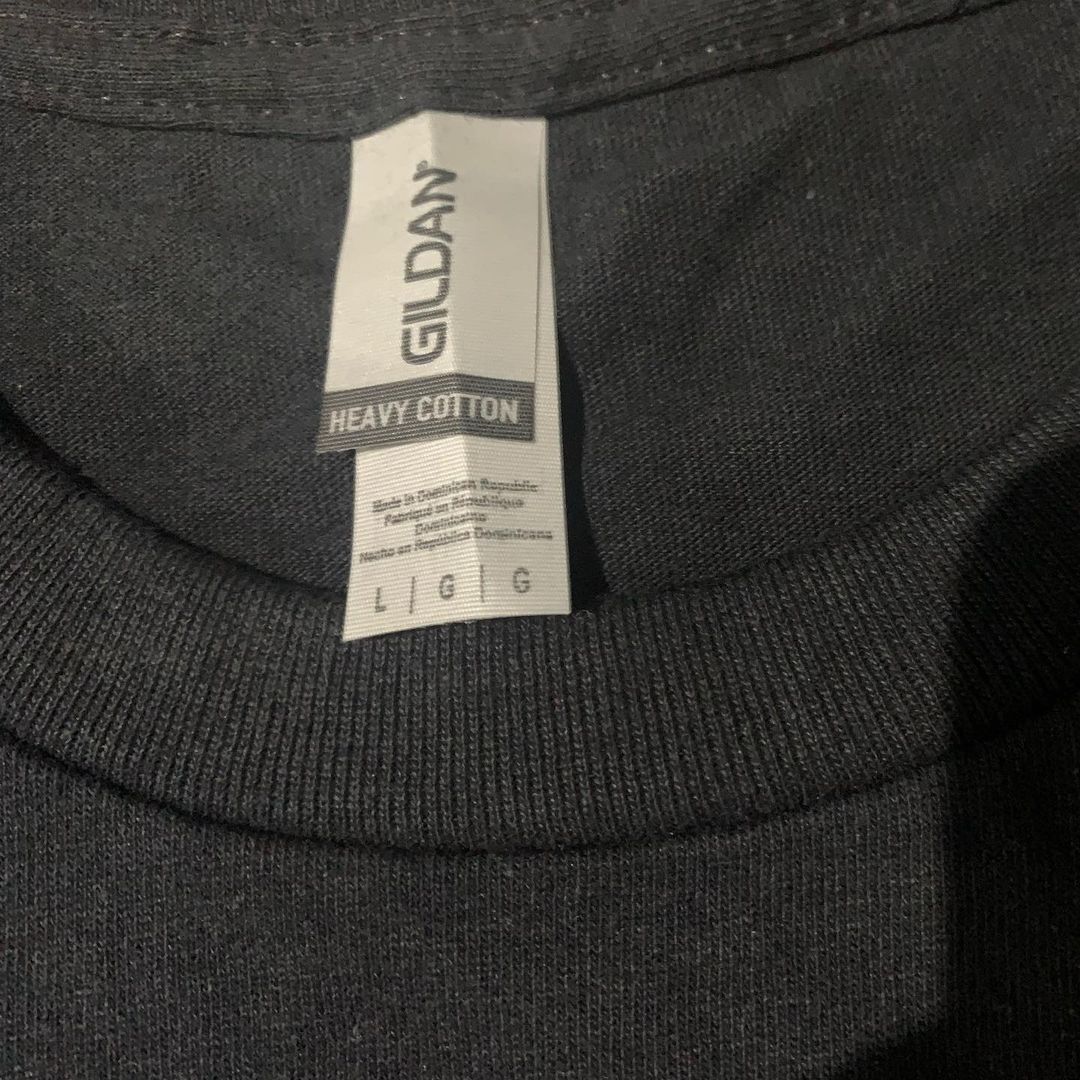 GILDAN®
HEAVY COTTON
Made in Dominican Republic
Fabriqué en République
Dominicaine
Hecho en República Dominicana
L | G | G